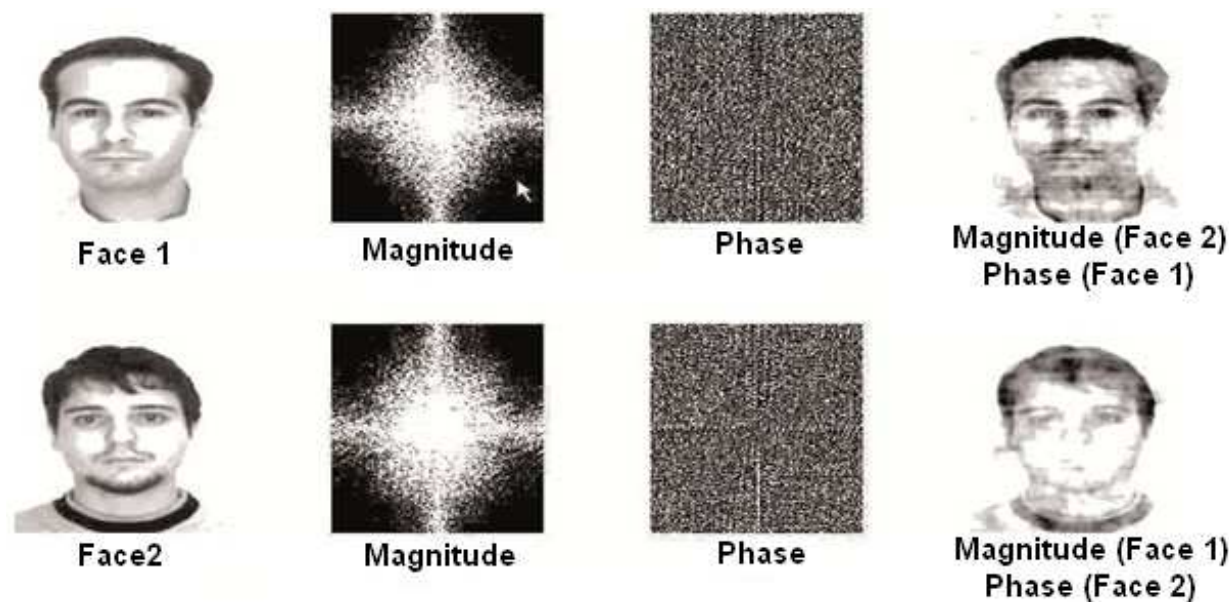 Face 1
Magnitude
Phase
Magnitude (Face 2)
Phase (Face 1)
Face2
Magnitude
Phase
Magnitude (Face 1)
Phase (Face 2)